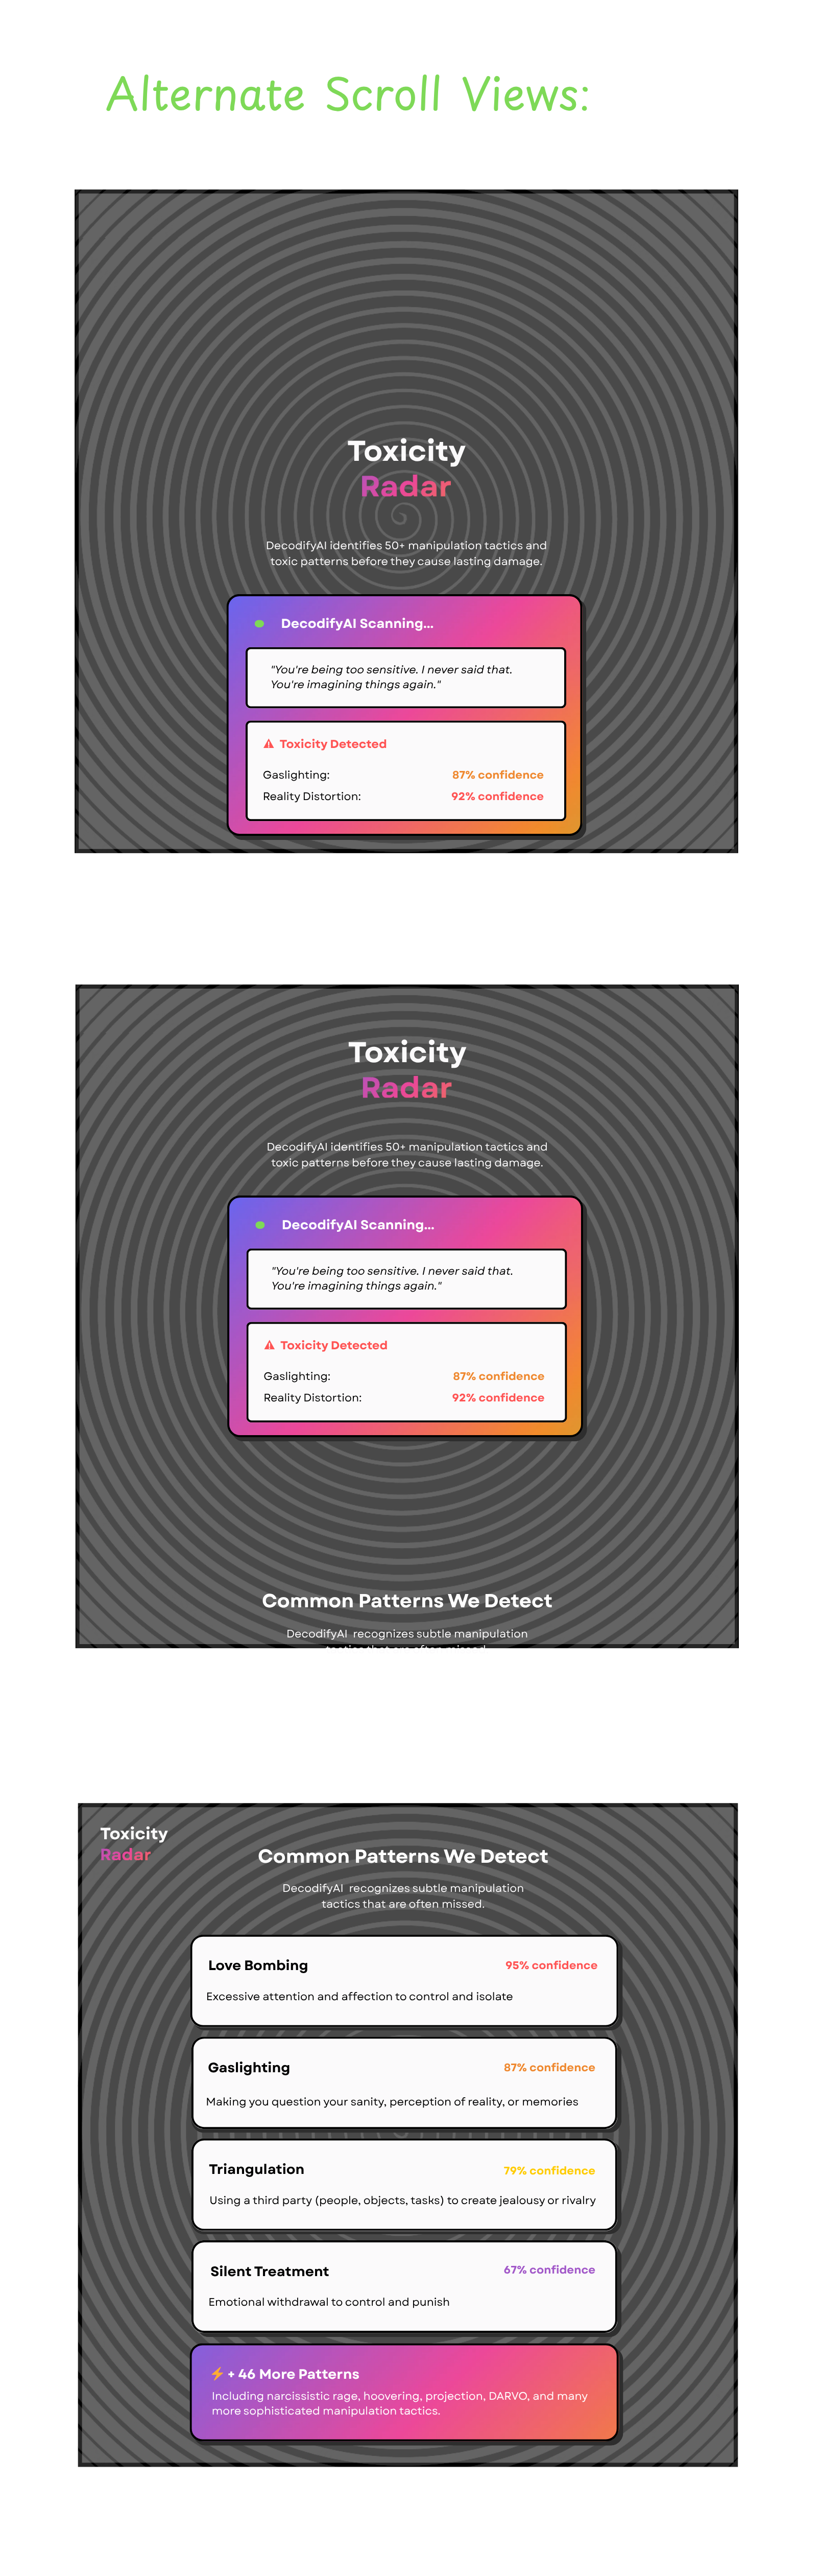 Alternate Scroll Views:
Toxicity
Radar
DecodifyAI identifies 50+ manipulation tactics and
toxic patterns before they cause lasting damage.
DecodifyAI Scanning...
"You're being too sensitive. I never said that.
You're imagining things again."
Toxicity Detected
Gaslighting: 87% confidence
Reality Distortion: 92% confidence
Toxicity
Radar
DecodifyAI identifies 50+ manipulation tactics and
toxic patterns before they cause lasting damage.
DecodifyAI Scanning...
"You're being too sensitive. I never said that.
You're imagining things again."
Toxicity Detected
Gaslighting: 87% confidence
Reality Distortion: 92% confidence
Common Patterns We Detect
DecodifyAI recognizes subtle manipulation
tactics that are often missed.
Toxicity
Radar
Common Patterns We Detect
DecodifyAI recognizes subtle manipulation
tactics that are often missed.
Love Bombing 95% confidence
Excessive attention and affection to control and isolate
Gaslighting 87% confidence
Making you question your sanity, perception of reality, or memories
Triangulation 79% confidence
Using a third party (people, objects, tasks) to create jealousy or rivalry
Silent Treatment 67% confidence
Emotional withdrawal to control and punish
⚡ + 46 More Patterns
Including narcissistic rage, hoovering, projection, DARVO, and many
more sophisticated manipulation tactics.